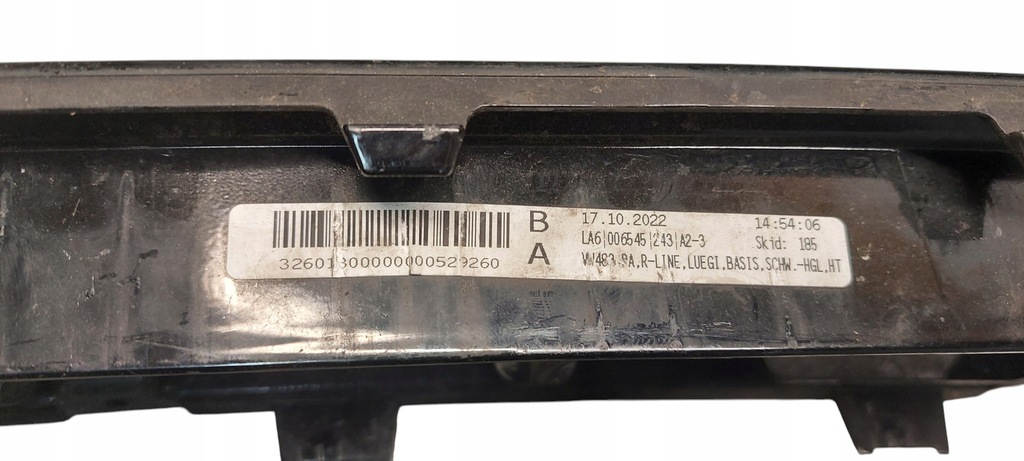 B 17.10.2022 14:54:06
LA6|006545|243|A2-3 Skid: 185
3260130000000529260 A VW483 PA,R-LINE,LUEGI,BASIS,SCHW.-HGL,HT